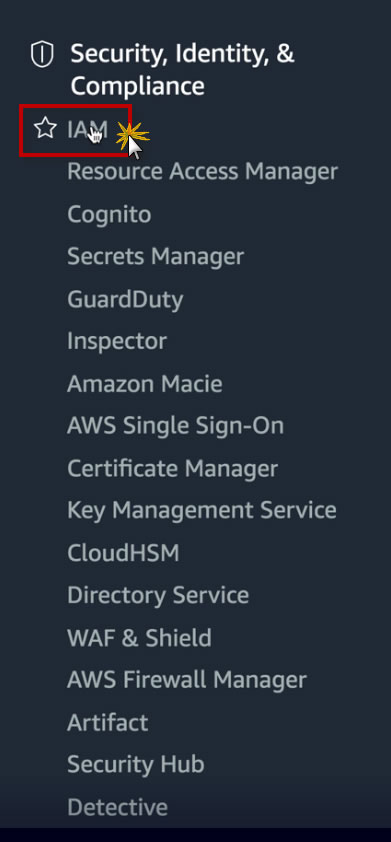 Security, Identity, &
Compliance
IAM
Resource Access Manager
Cognito
Secrets Manager
GuardDuty
Inspector
Amazon Macie
AWS Single Sign-On
Certificate Manager
Key Management Service
CloudHSM
Directory Service
WAF & Shield
AWS Firewall Manager
Artifact
Security Hub
Detective